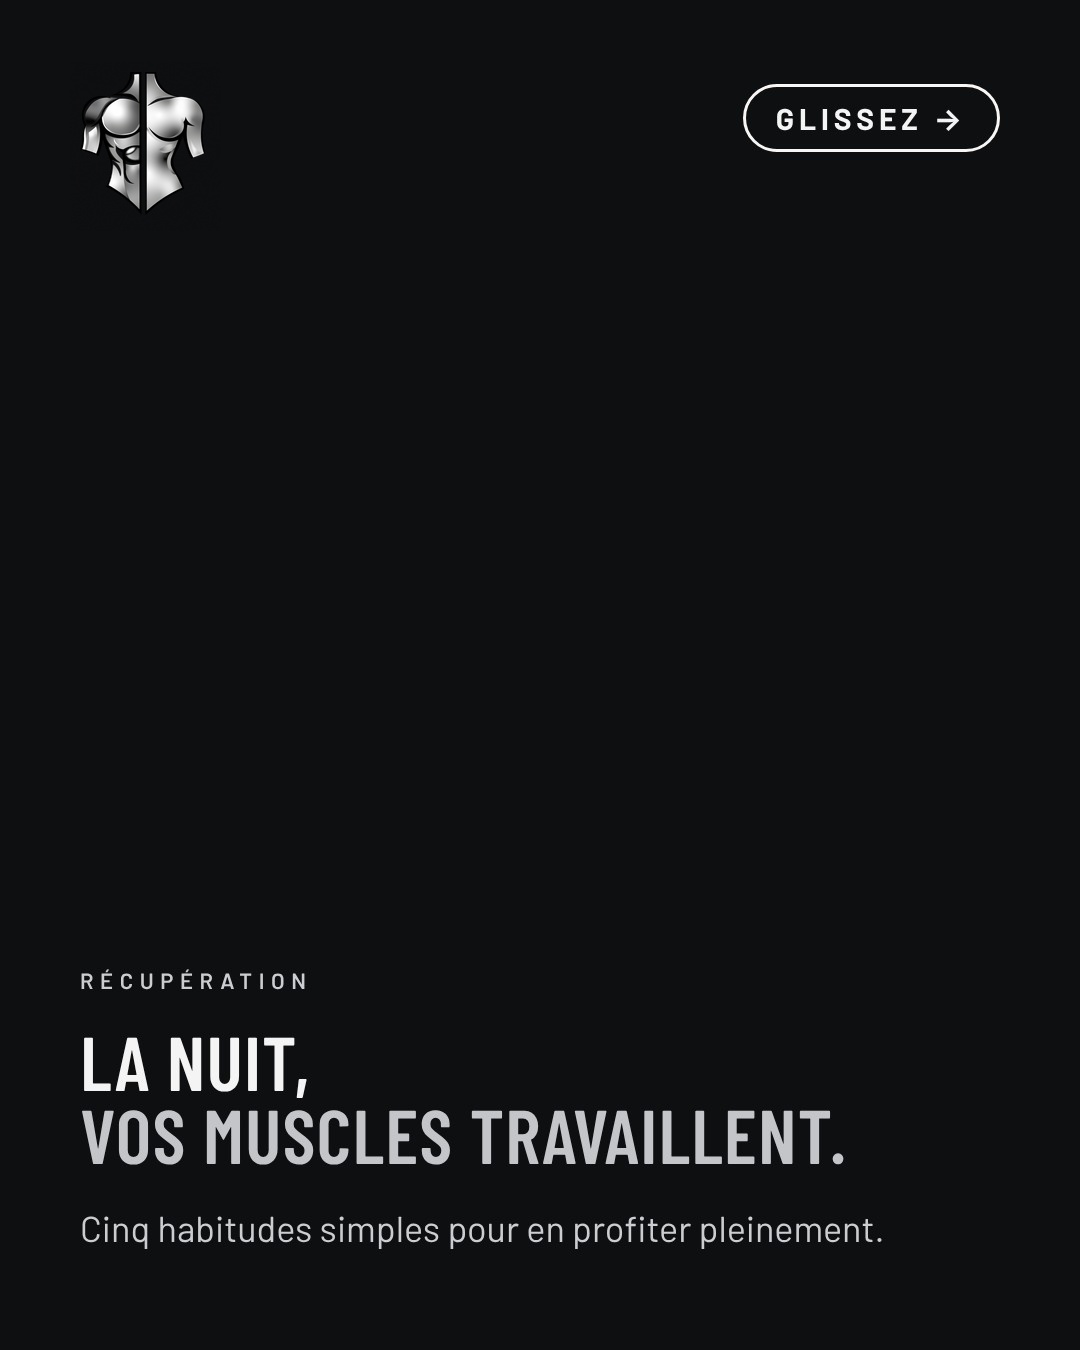 GLISSEZ →
RÉCUPÉRATION
LA NUIT,
VOS MUSCLES TRAVAILLENT.
Cinq habitudes simples pour en profiter pleinement.